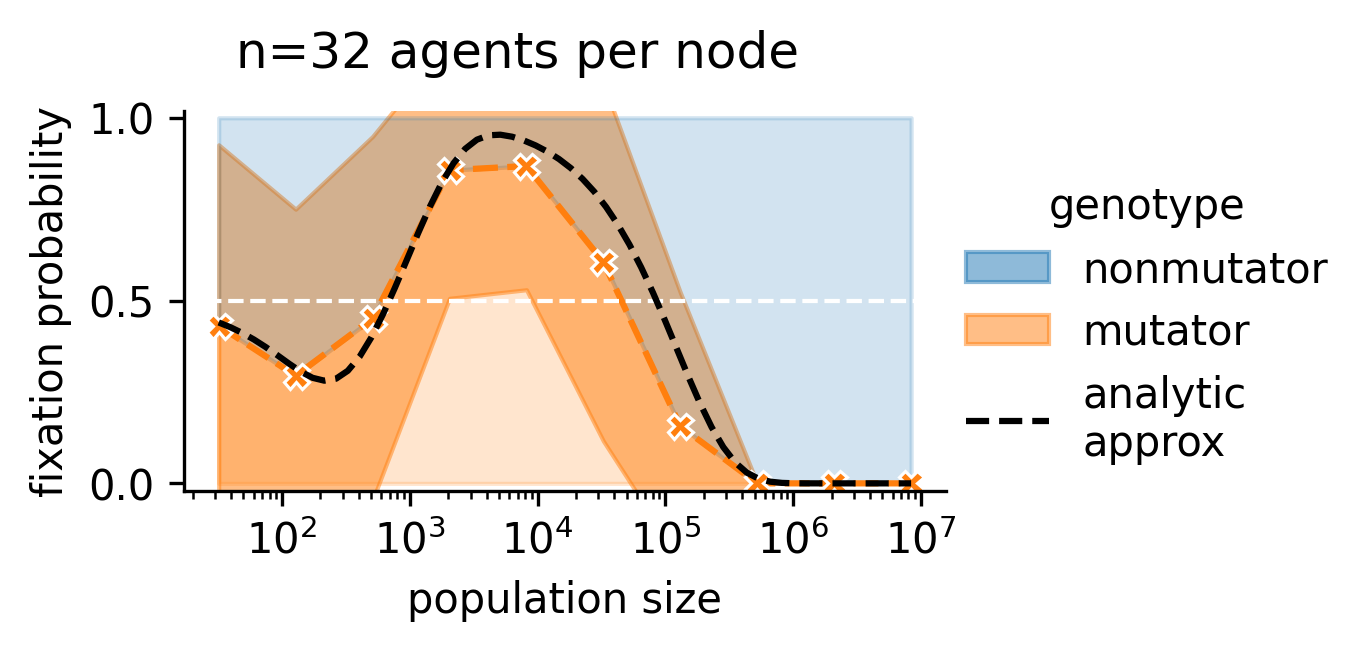 n=32 agents per node
fixation probability
1.0
0.5
0.0
10²
10³
10⁴
10⁵
10⁶
10⁷
population size
genotype
nonmutator
mutator
analytic
approx